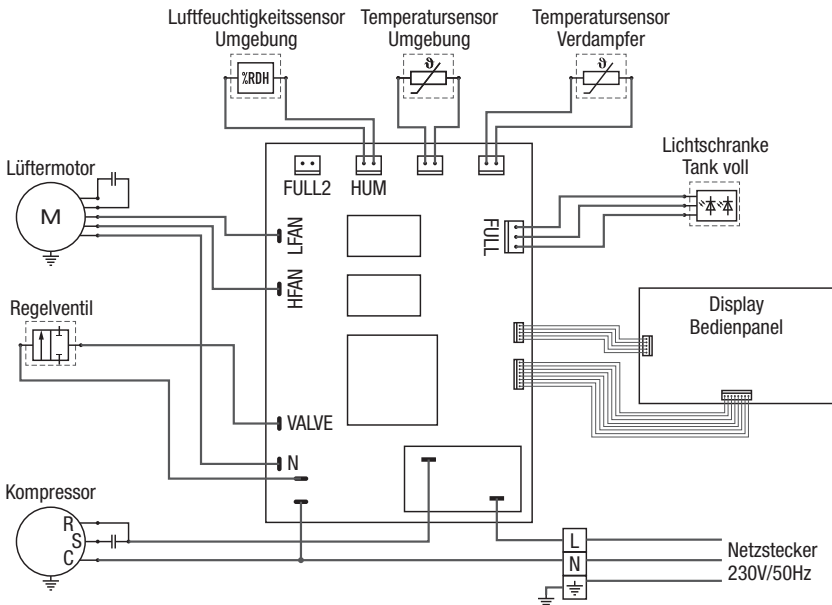 Luftfeuchtigkeitssensor
Umgebung
Temperatursensor
Umgebung
Temperatursensor
Verdampfer
%RDH
ϑ
ϑ
Lichtschranke
Tank voll
Lüftermotor
M
FULL2
HUM
FULL
LFAN
HFAN
Regelventil
Display
Bedienpanel
VALVE
N
Kompressor
R
S
C
L
N
Netzstecker
230V/50Hz